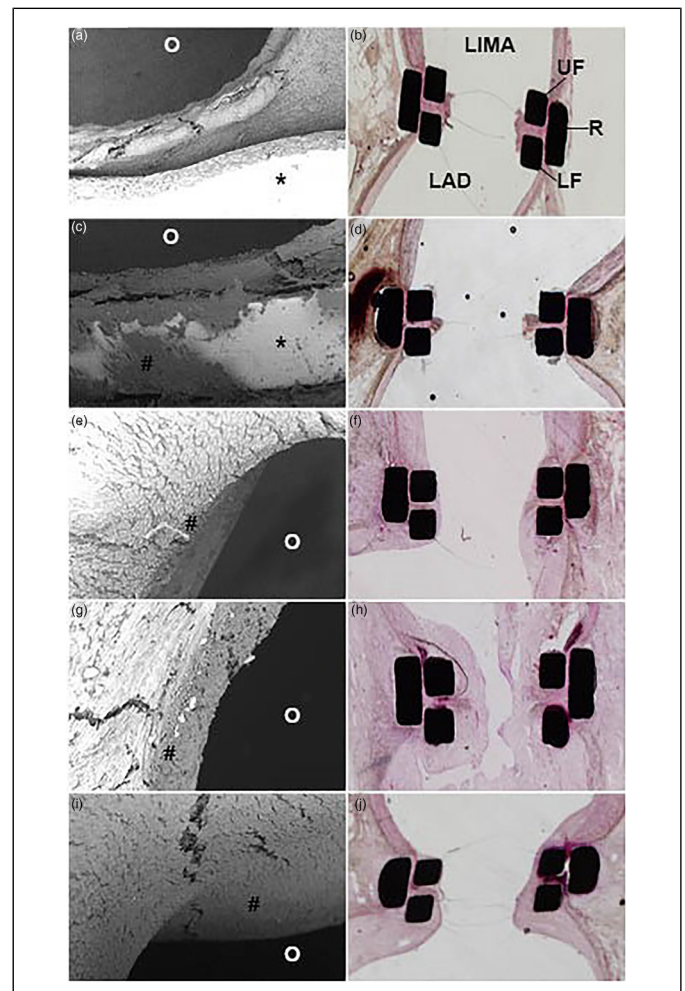 (a)
O
*
(b)
LIMA
UF
R
LAD
LF
(c)
O
*
#
(d)
(e)
#
O
(f)
(g)
O
#
(h)
(i)
#
O
(j)